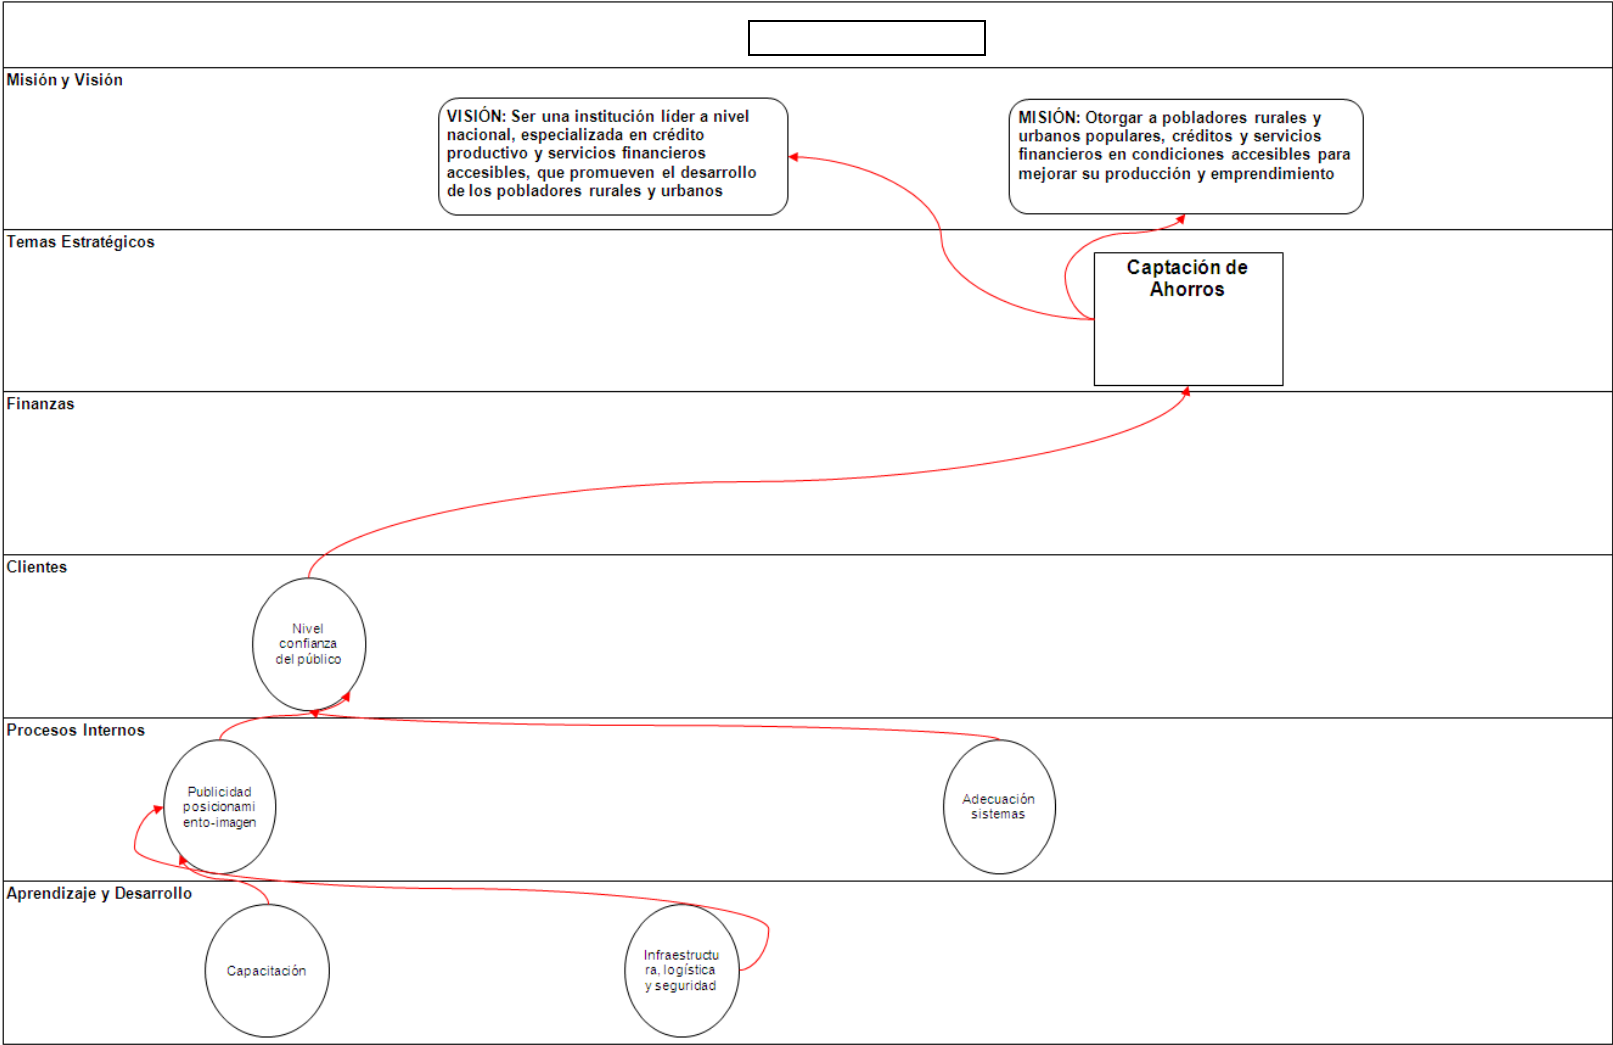 Misión y Visión
VISIÓN: Ser una institución líder a nivel
nacional, especializada en crédito
productivo y servicios financieros
accesibles, que promueven el desarrollo
de los pobladores rurales y urbanos
MISIÓN: Otorgar a pobladores rurales y
urbanos populares, créditos y servicios
financieros en condiciones accesibles para
mejorar su producción y emprendimiento
Temas Estratégicos
Captación de
Ahorros
Finanzas
Clientes
Nivel
confianza
del público
Procesos Internos
Publicidad
posicionami
ento-imagen
Adecuación
sistemas
Aprendizaje y Desarrollo
Capacitación
Infraestructu
ra, logística
y seguridad